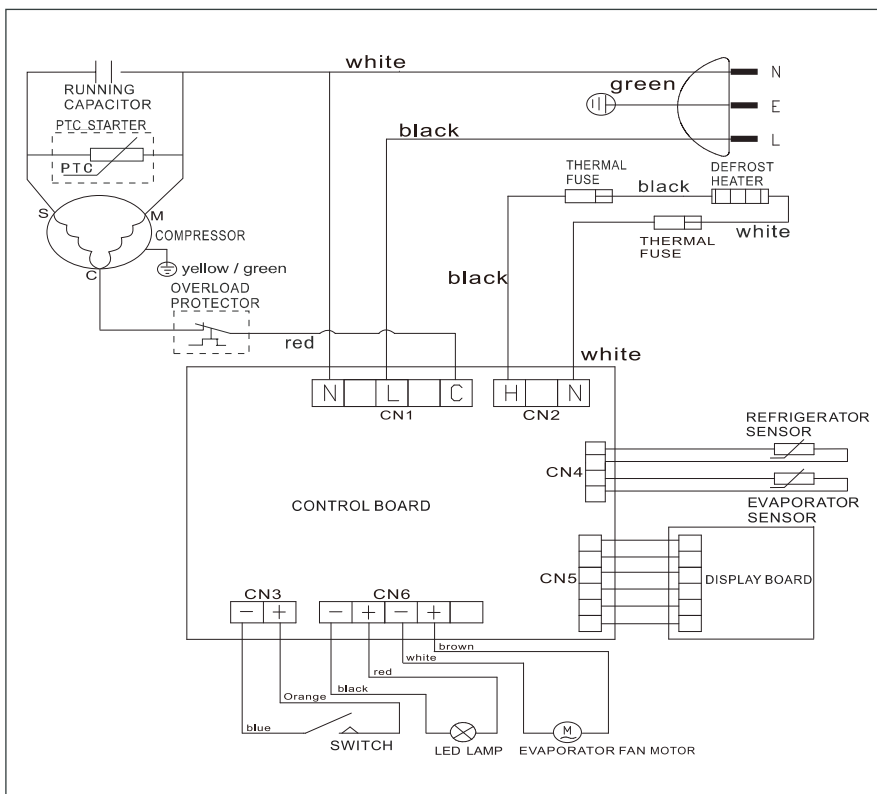 white
N
RUNNING
CAPACITOR
green
E
PTC STARTER
black
L
PTC
THERMAL
FUSE
black
DEFROST
HEATER
S
M
COMPRESSOR
THERMAL
FUSE
white
C
yellow / green
OVERLOAD
PROTECTOR
black
red
white
N L C
CN1
H N
CN2
REFRIGERATOR
SENSOR
CN4
EVAPORATOR
SENSOR
CONTROL BOARD
CN5
DISPLAY BOARD
CN3
- +
CN6
- + - +
brown
white
red
black
Orange
blue
SWITCH
LED LAMP
M
EVAPORATOR FAN MOTOR